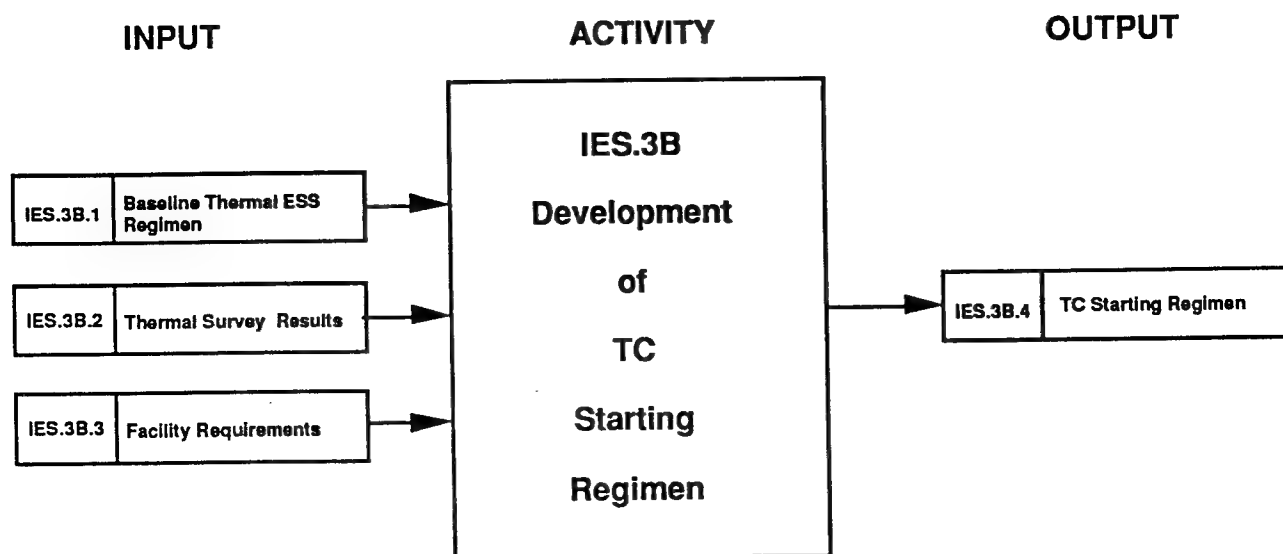 INPUT
ACTIVITY
OUTPUT
IES.3B.1
Baseline Thermal ESS
Regimen
IES.3B.2
Thermal Survey Results
IES.3B.3
Facility Requirements
IES.3B
Development
of
TC
Starting
Regimen
IES.3B.4
TC Starting Regimen